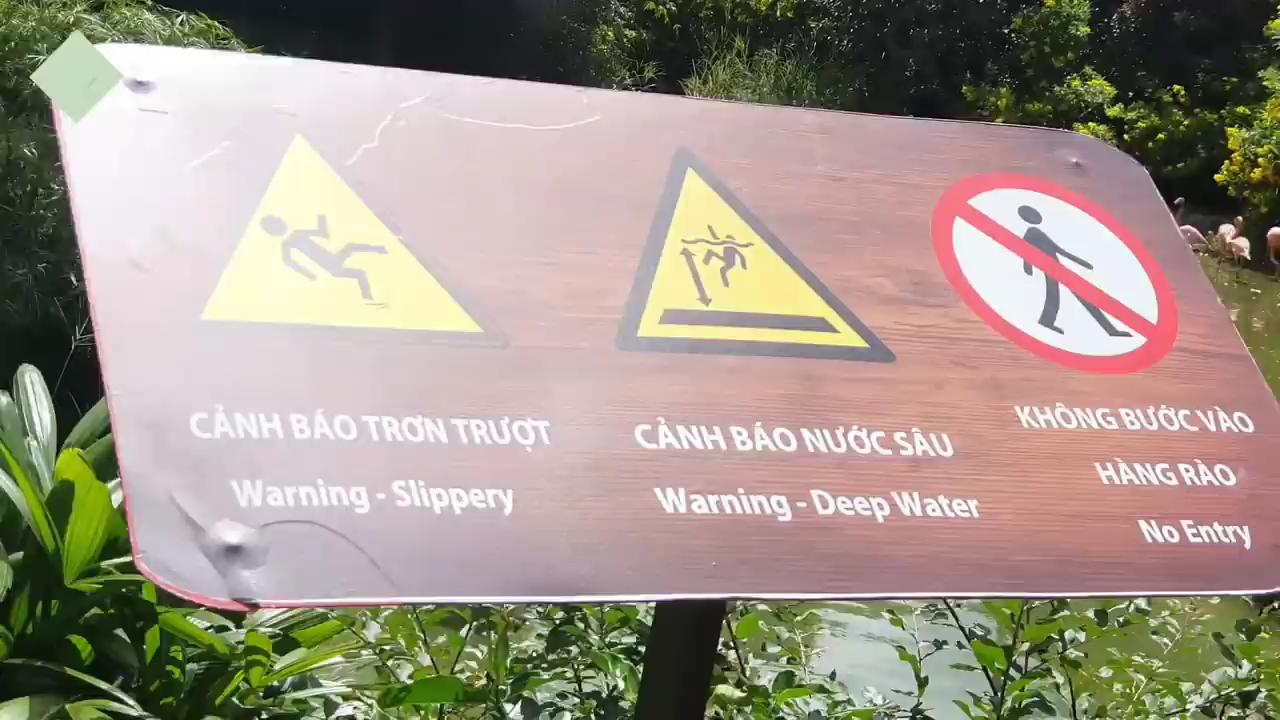 CẢNH BÁO TRƠN TRƯỢT
Warning - Slippery
CẢNH BÁO NƯỚC SÂU
Warning - Deep Water
KHÔNG BƯỚC VÀO
HÀNG RÀO
No Entry